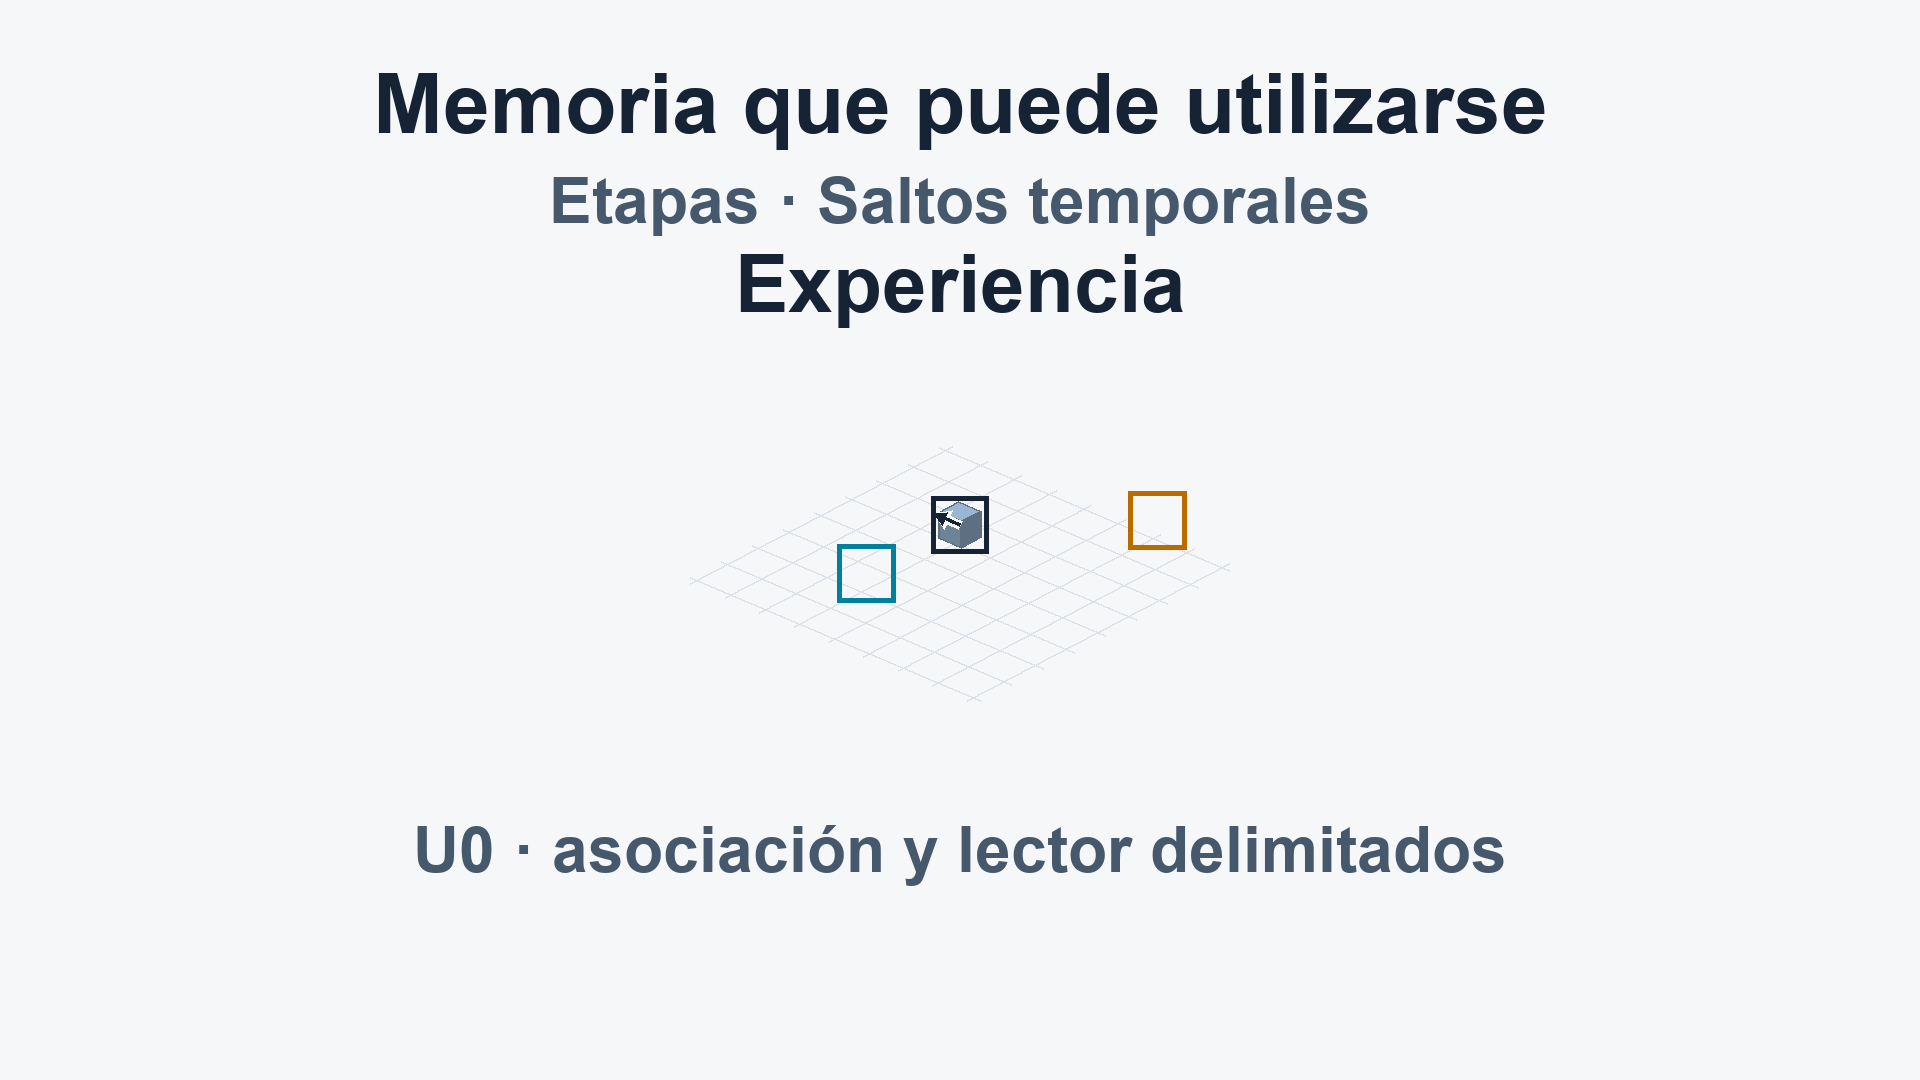 Memoria que puede utilizarse
Etapas · Saltos temporales
Experiencia
U0 · asociación y lector delimitados